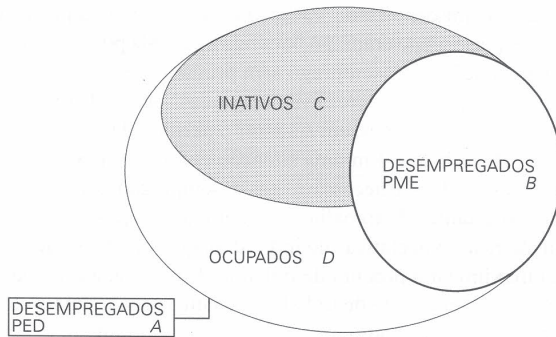 INATIVOS C
DESEMPREGADOS
PME B
OCUPADOS D
DESEMPREGADOS
PED A